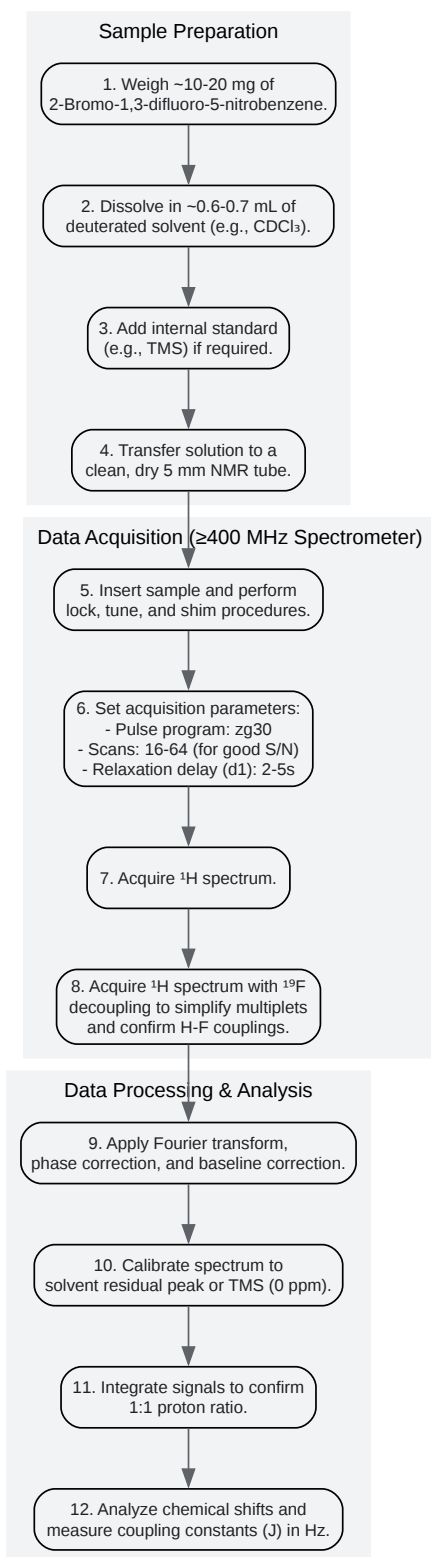 Sample Preparation
1. Weigh ~10-20 mg of
2-Bromo-1,3-difluoro-5-nitrobenzene.
2. Dissolve in ~0.6-0.7 mL of
deuterated solvent (e.g., CDCl₃).
3. Add internal standard
(e.g., TMS) if required.
4. Transfer solution to a
clean, dry 5 mm NMR tube.
Data Acquisition (≥400 MHz Spectrometer)
5. Insert sample and perform
lock, tune, and shim procedures.
6. Set acquisition parameters:
- Pulse program: zg30
- Scans: 16-64 (for good S/N)
- Relaxation delay (d1): 2-5s
7. Acquire ¹H spectrum.
8. Acquire ¹H spectrum with ¹⁹F
decoupling to simplify multiplets
and confirm H-F couplings.
Data Processing & Analysis
9. Apply Fourier transform,
phase correction, and baseline correction.
10. Calibrate spectrum to
solvent residual peak or TMS (0 ppm).
11. Integrate signals to confirm
1:1 proton ratio.
12. Analyze chemical shifts and
measure coupling constants (J) in Hz.